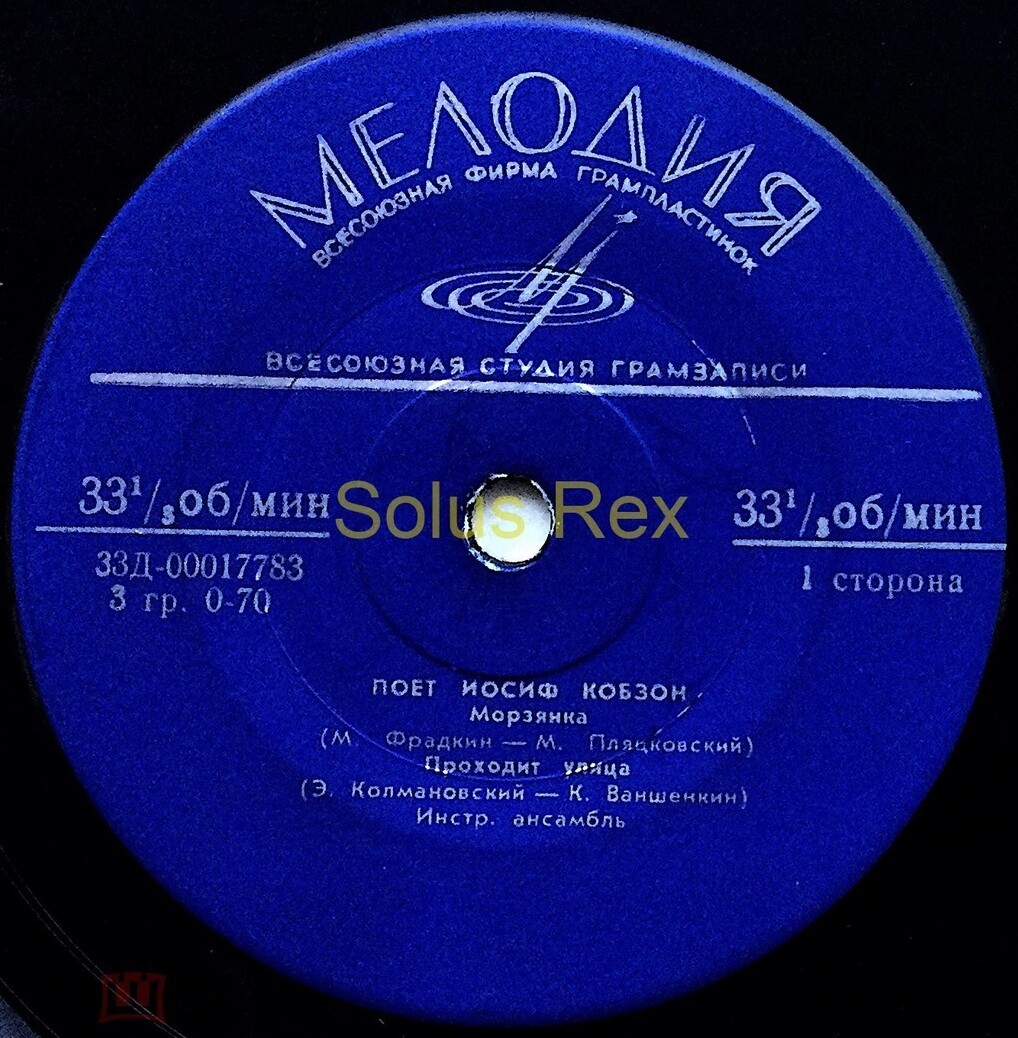 МЕЛОДИЯ
ВСЕСОЮЗНАЯ ФИРМА ГРАМПЛАСТИНОК
ВСЕСОЮЗНАЯ СТУДИЯ ГРАМЗАПИСИ
33¹/₃об/мин
33¹/₃об/мин
Solus Rex
33Д-00017783
3 гр. 0-70
1 сторона
ПОЕТ ИОСИФ КОБЗОН
Морзянка
(М. Фрадкин — М. Пляцковский)
Проходит улица
(Э. Колмановский — К. Ваншенкин)
Инстр. ансамбль